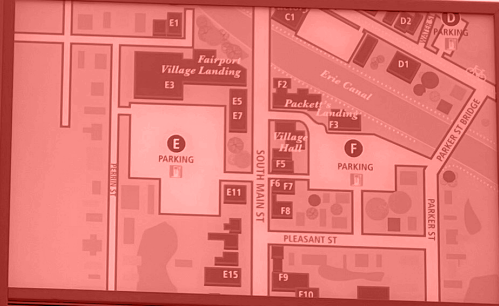 E1
C1
D2
D
PARKING
Fairport
Village Landing
E3
D1
Erie Canal
E5
E7
F2
Packett's
Landing
F3
PARKER ST BRIDGE
E
PARKING
Village
Hall
F5
F
PARKING
PERRIN ST
SOUTH MAIN ST
E11
F6
F7
F8
PARKER ST
PLEASANT ST
E15
F9
F10